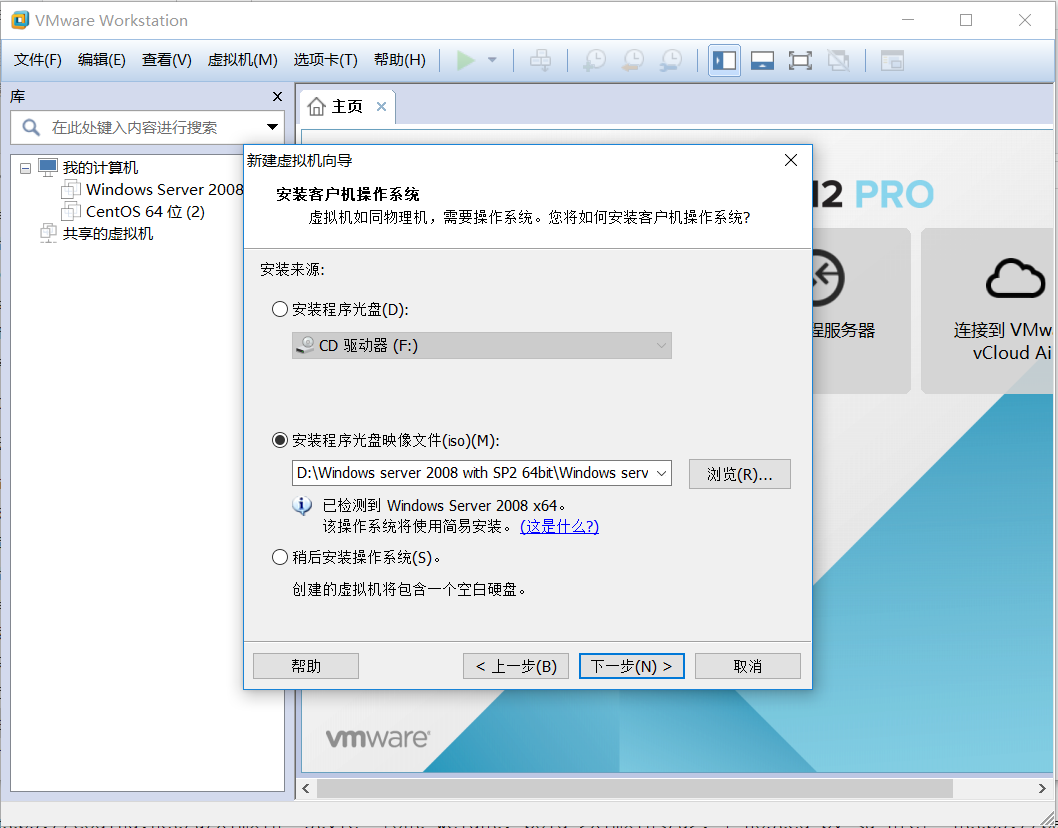 VMware Workstation
文件(F) 编辑(E) 查看(V) 虚拟机(M) 选项卡(T) 帮助(H)
库
在此处键入内容进行搜索
我的计算机
Windows Server 2008
CentOS 64 位 (2)
共享的虚拟机
主页
12 PRO
程服务器
连接到 VMw
vCloud Ai
新建虚拟机向导
安装客户机操作系统
虚拟机如同物理机，需要操作系统。您将如何安装客户机操作系统?
安装来源:
安装程序光盘(D):
CD 驱动器 (F:)
安装程序光盘映像文件(iso)(M):
D:\Windows server 2008 with SP2 64bit\Windows serv
浏览(R)...
已检测到 Windows Server 2008 x64。
该操作系统将使用简易安装。(这是什么?)
稍后安装操作系统(S)。
创建的虚拟机将包含一个空白硬盘。
帮助
< 上一步(B)
下一步(N) >
取消
vmware